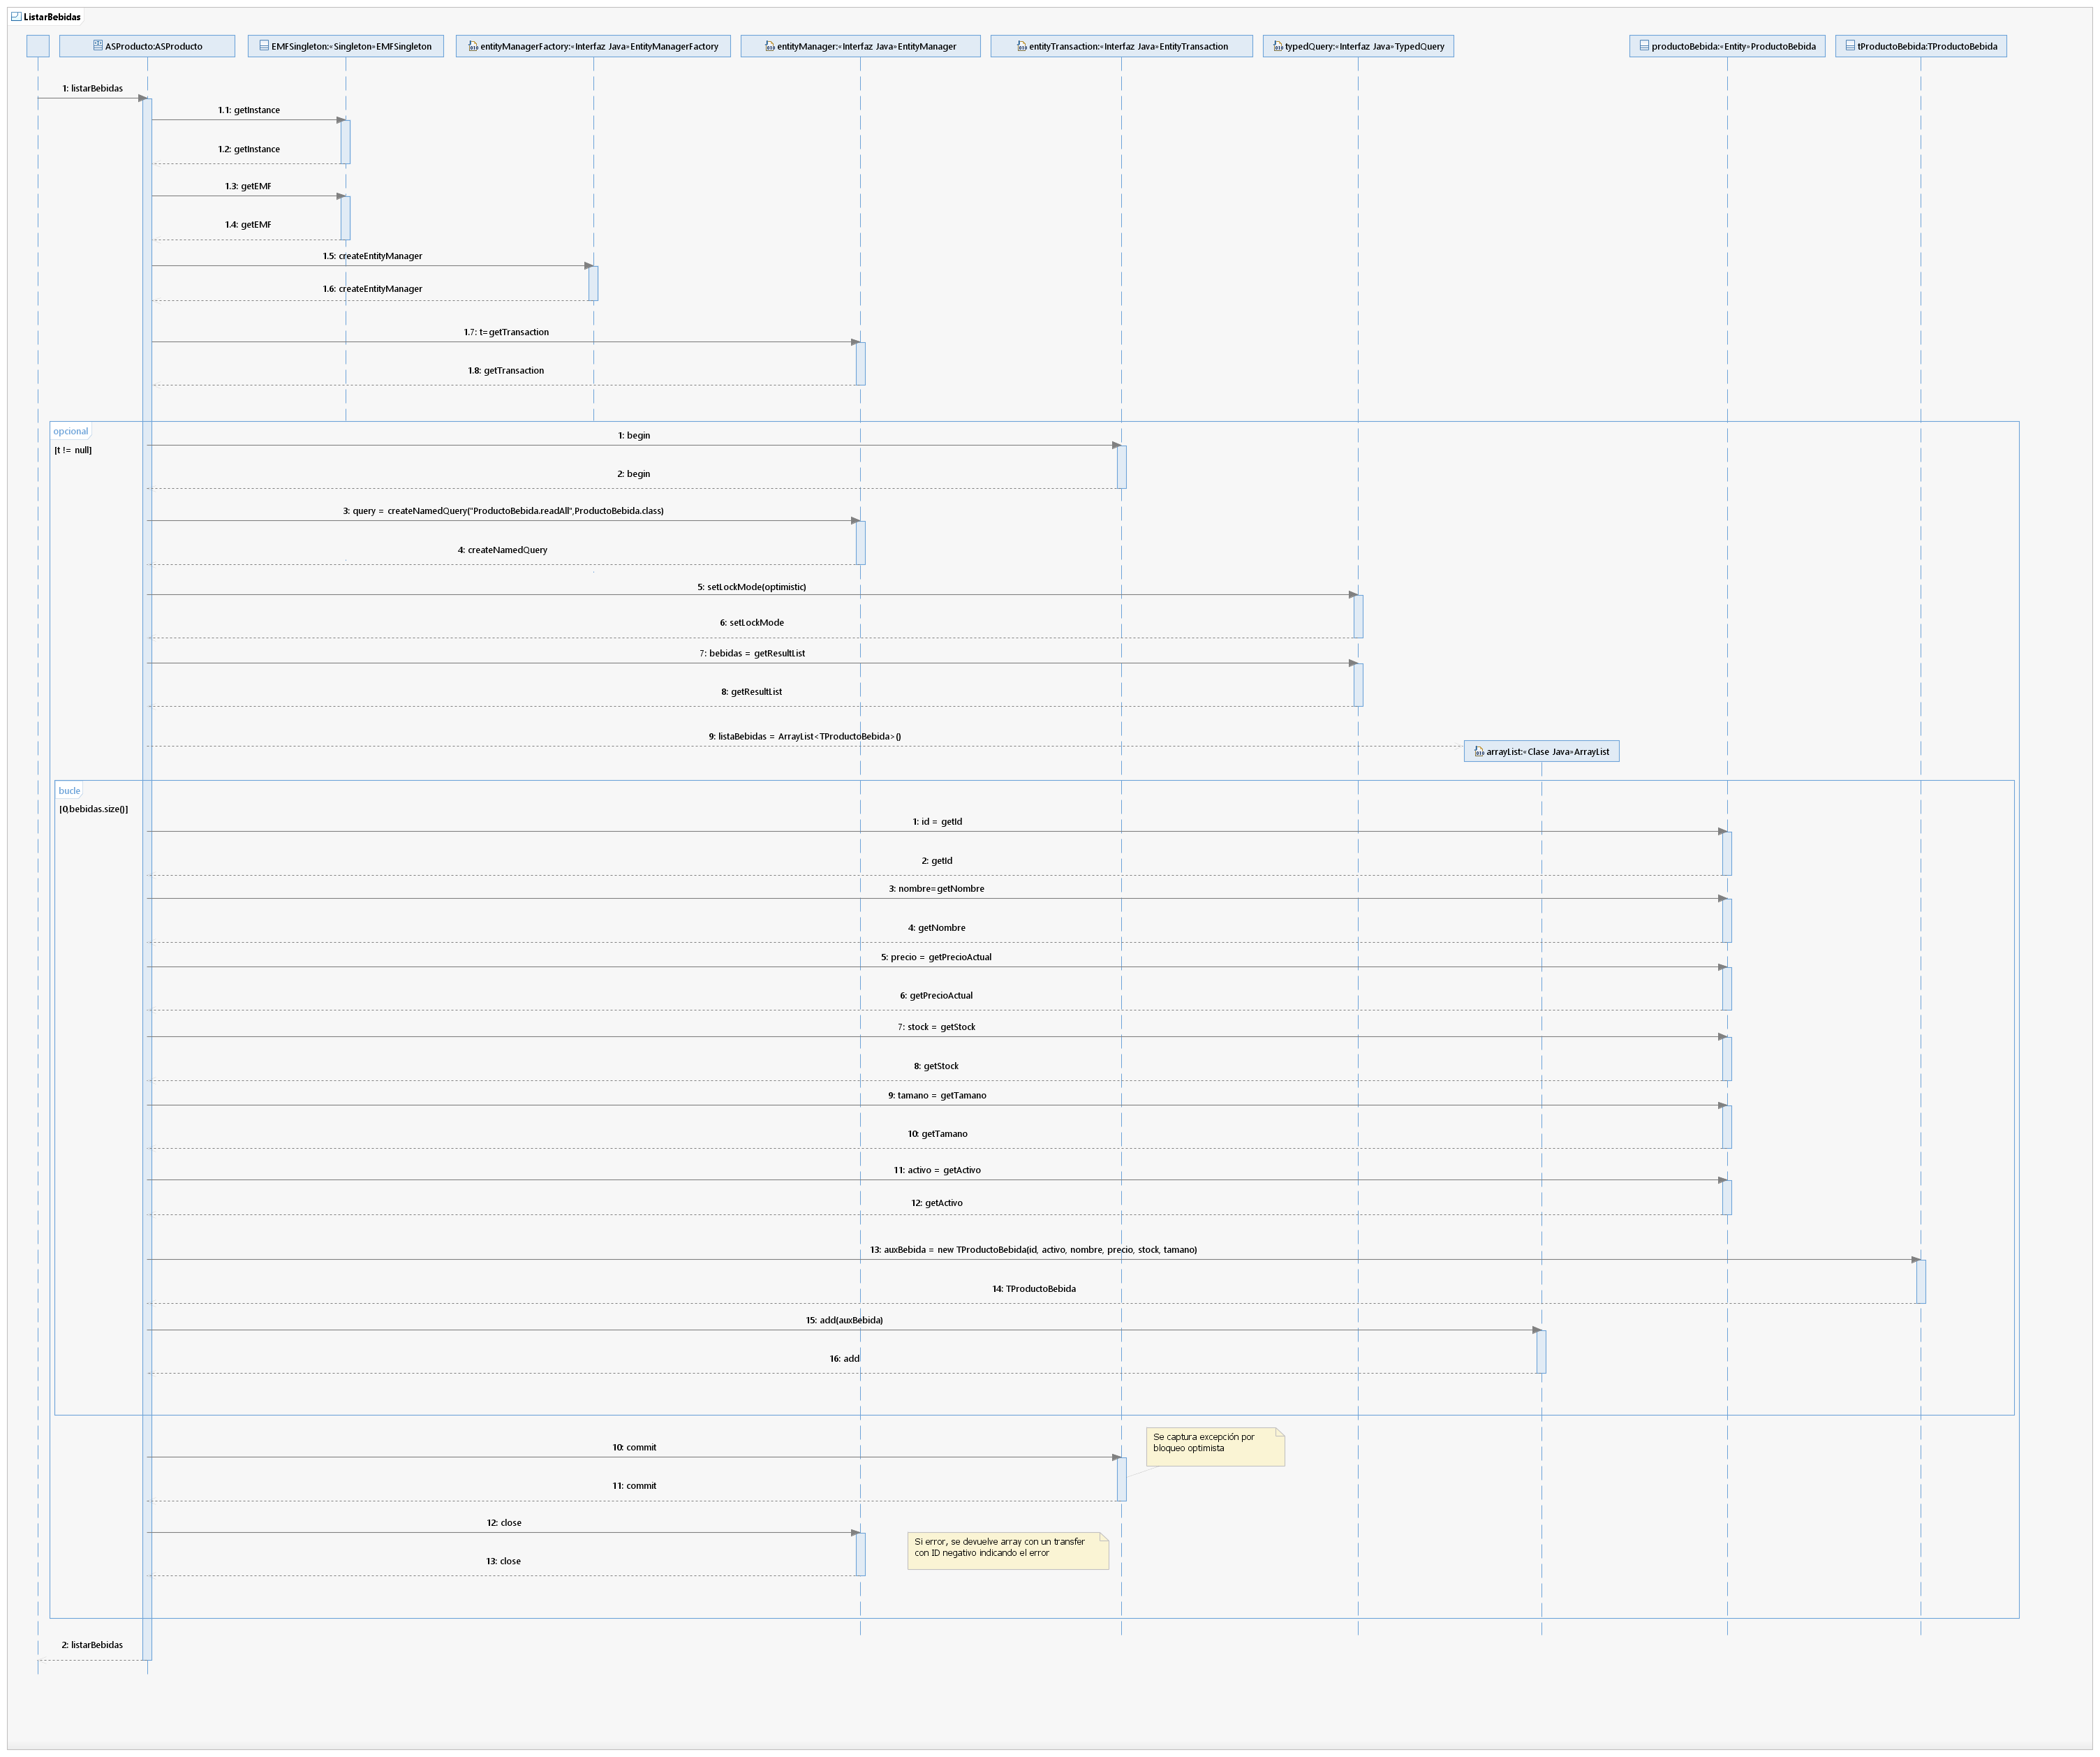 ListarBebidas
ASProducto:ASProducto
EMFSingleton:«Singleton»EMFSingleton
entityManagerFactory:«Interfaz Java»EntityManagerFactory
entityManager:«Interfaz Java»EntityManager
entityTransaction:«Interfaz Java»EntityTransaction
typedQuery:«Interfaz Java»TypedQuery
productoBebida:«Entity»ProductoBebida
tProductoBebida:TProductoBebida
1: listarBebidas
1.1: getInstance
1.2: getInstance
1.3: getEMF
1.4: getEMF
1.5: createEntityManager
1.6: createEntityManager
1.7: t=getTransaction
1.8: getTransaction
opcional
[t != null]
1: begin
2: begin
3: query = createNamedQuery("ProductoBebida.readAll",ProductoBebida.class)
4: createNamedQuery
5: setLockMode(optimistic)
6: setLockMode
7: bebidas = getResultList
8: getResultList
9: listaBebidas = ArrayList<TProductoBebida>()
arrayList:«Clase Java»ArrayList
bucle
[0,bebidas.size()]
1: id = getId
2: getId
3: nombre=getNombre
4: getNombre
5: precio = getPrecioActual
6: getPrecioActual
7: stock = getStock
8: getStock
9: tamano = getTamano
10: getTamano
11: activo = getActivo
12: getActivo
13: auxBebida = new TProductoBebida(id, activo, nombre, precio, stock, tamano)
14: TProductoBebida
15: add(auxBebida)
16: add
Se captura excepción por
bloqueo optimista
10: commit
11: commit
12: close
Si error, se devuelve array con un transfer
con ID negativo indicando el error
13: close
2: listarBebidas